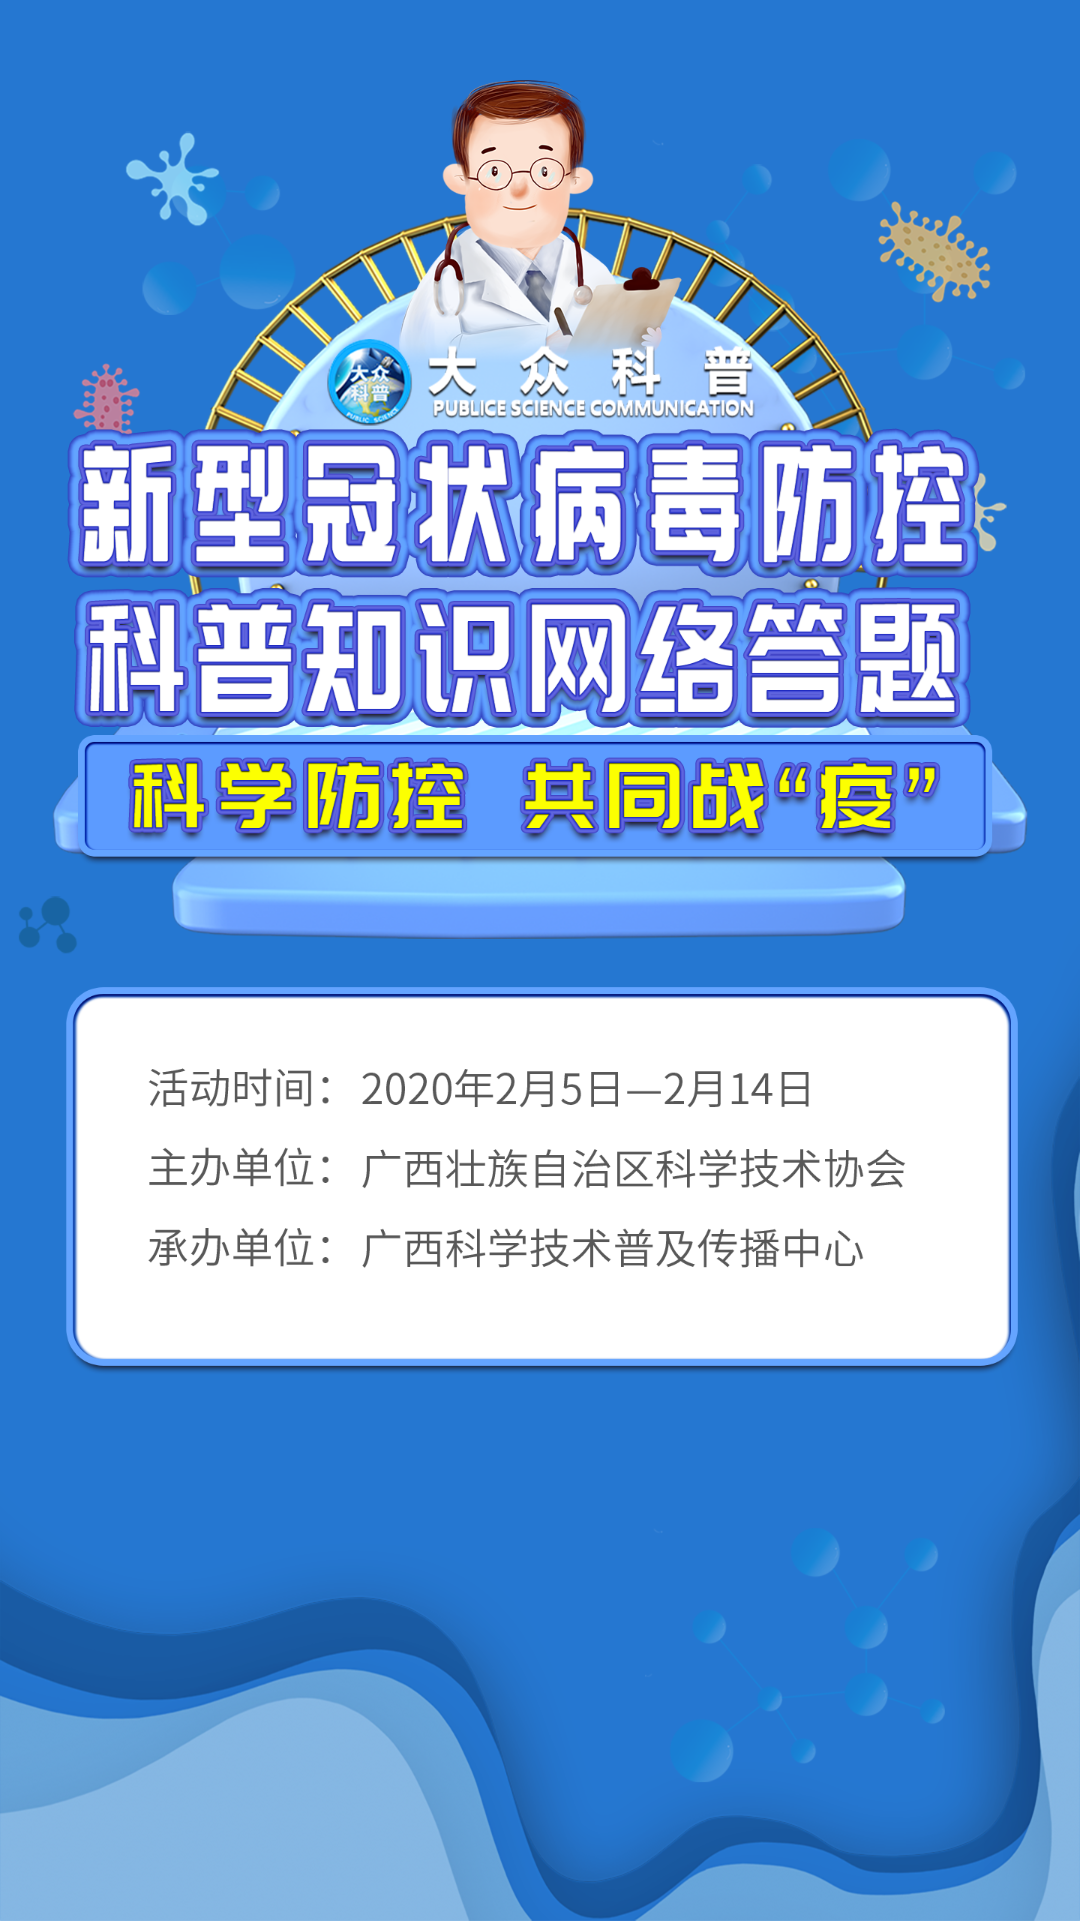 大众科普
PUBLIC SCIENCE
大众科普
PUBLICE SCIENCE COMMUNICATION
新型冠状病毒防控
科普知识网络答题
科学防控 共同战“疫”
活动时间：2020年2月5日—2月14日
主办单位：广西壮族自治区科学技术协会
承办单位：广西科学技术普及传播中心